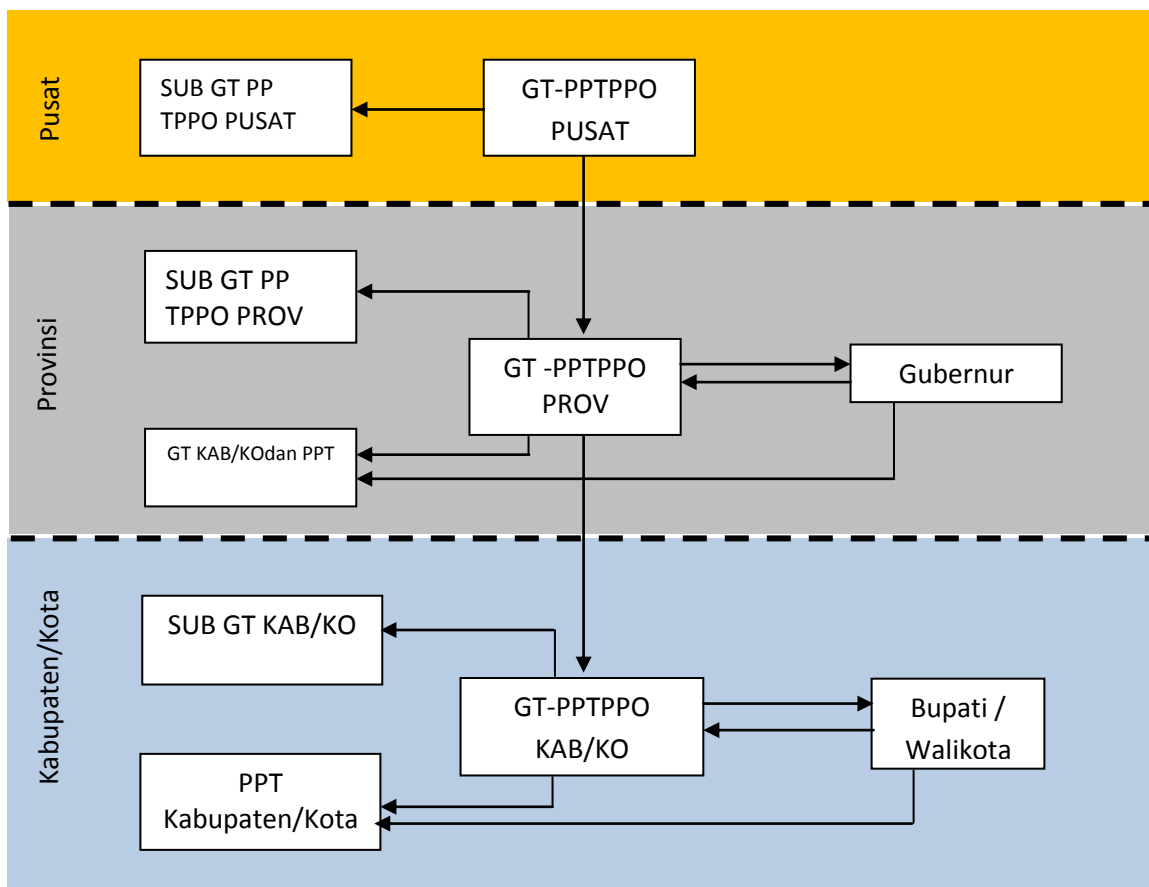 Pusat
SUB GT PP
TPPO PUSAT
GT-PPTPPO
PUSAT
Provinsi
SUB GT PP
TPPO PROV
GT -PPTPPO
PROV
Gubernur
GT KAB/KOdan PPT
Kabupaten/Kota
SUB GT KAB/KO
GT-PPTPPO
KAB/KO
Bupati /
Walikota
PPT
Kabupaten/Kota